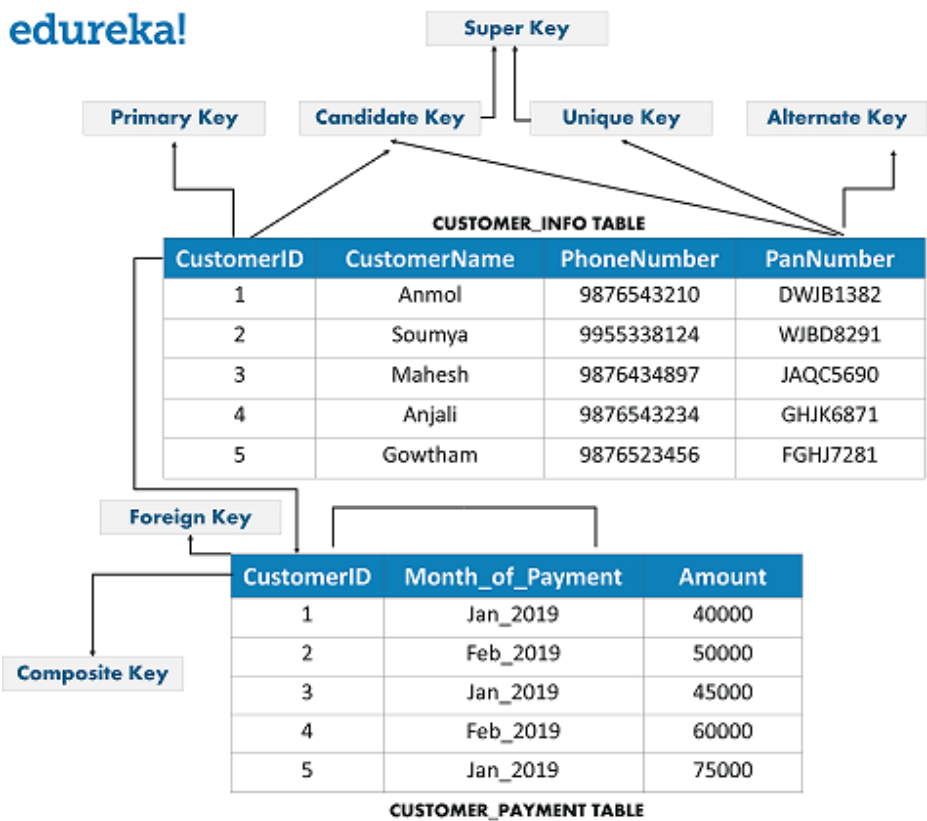 edureka!
Super Key
Primary Key
Candidate Key
Unique Key
Alternate Key
CUSTOMER_INFO TABLE
CustomerID CustomerName PhoneNumber PanNumber
1 Anmol 9876543210 DWJB1382
2 Soumya 9955338124 WJBD8291
3 Mahesh 9876434897 JAQC5690
4 Anjali 9876543234 GHJK6871
5 Gowtham 9876523456 FGHJ7281
Foreign Key
CustomerID Month_of_Payment Amount
1 Jan_2019 40000
2 Feb_2019 50000
3 Jan_2019 45000
4 Feb_2019 60000
5 Jan_2019 75000
Composite Key
CUSTOMER_PAYMENT TABLE